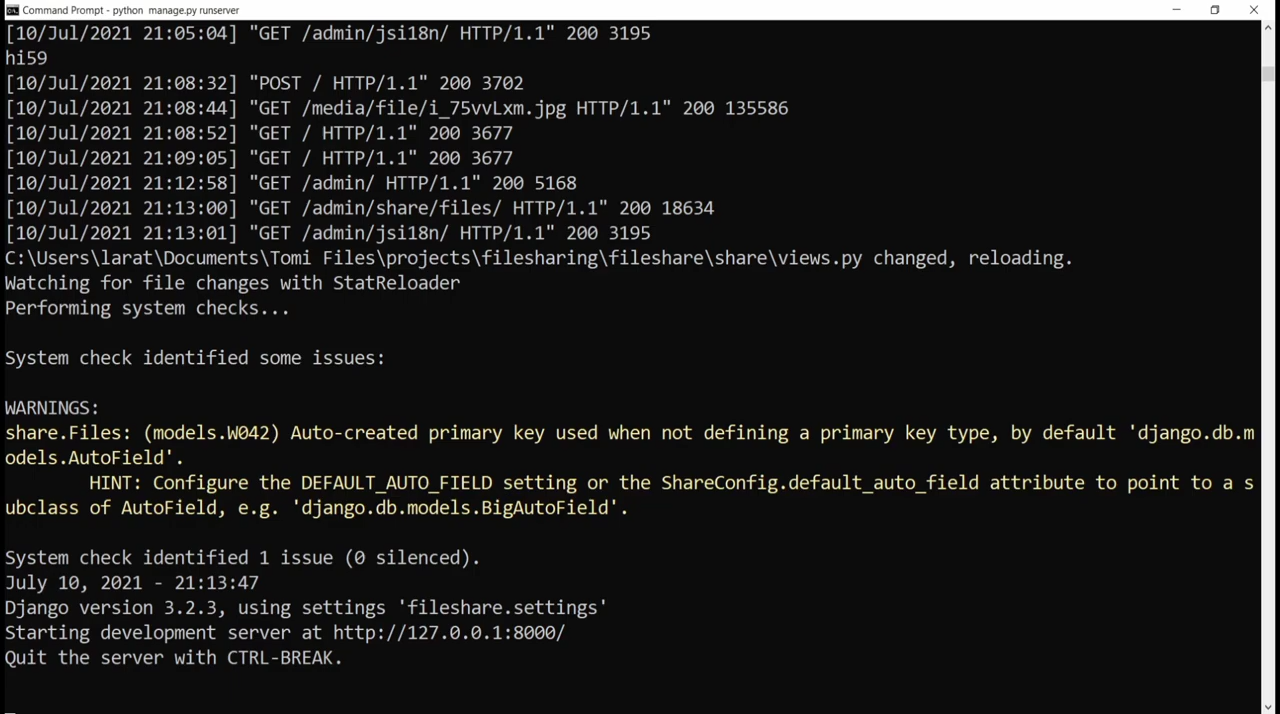 Command Prompt - python  manage.py runserver
[10/Jul/2021 21:05:04] "GET /admin/jsi18n/ HTTP/1.1" 200 3195
hi59
[10/Jul/2021 21:08:32] "POST / HTTP/1.1" 200 3702
[10/Jul/2021 21:08:44] "GET /media/file/i_75vvLxm.jpg HTTP/1.1" 200 135586
[10/Jul/2021 21:08:52] "GET / HTTP/1.1" 200 3677
[10/Jul/2021 21:09:05] "GET / HTTP/1.1" 200 3677
[10/Jul/2021 21:12:58] "GET /admin/ HTTP/1.1" 200 5168
[10/Jul/2021 21:13:00] "GET /admin/share/files/ HTTP/1.1" 200 18634
[10/Jul/2021 21:13:01] "GET /admin/jsi18n/ HTTP/1.1" 200 3195
C:\Users\larat\Documents\Tomi Files\projects\filesharing\fileshare\share\views.py changed, reloading.
Watching for file changes with StatReloader
Performing system checks...
System check identified some issues:
WARNINGS:
share.Files: (models.W042) Auto-created primary key used when not defining a primary key type, by default 'django.db.m
odels.AutoField'.
        HINT: Configure the DEFAULT_AUTO_FIELD setting or the ShareConfig.default_auto_field attribute to point to a s
ubclass of AutoField, e.g. 'django.db.models.BigAutoField'.
System check identified 1 issue (0 silenced).
July 10, 2021 - 21:13:47
Django version 3.2.3, using settings 'fileshare.settings'
Starting development server at http://127.0.0.1:8000/
Quit the server with CTRL-BREAK.